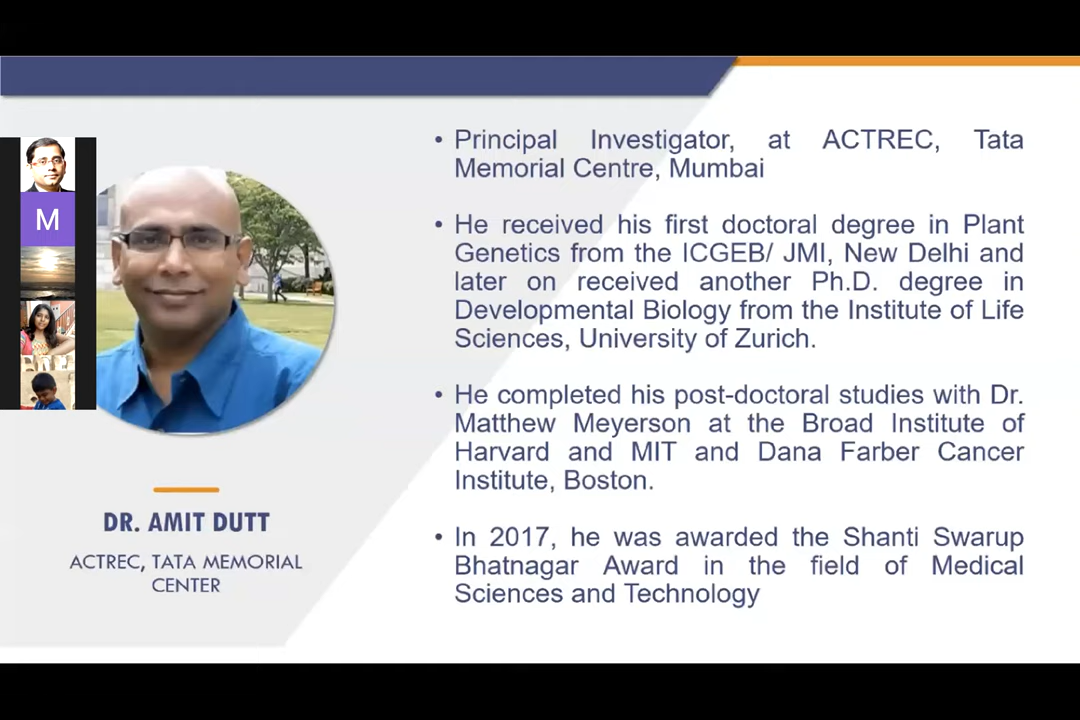 M
DR. AMIT DUTT
ACTREC, TATA MEMORIAL
CENTER
• Principal Investigator, at ACTREC, Tata
Memorial Centre, Mumbai
• He received his first doctoral degree in Plant
Genetics from the ICGEB/ JMI, New Delhi and
later on received another Ph.D. degree in
Developmental Biology from the Institute of Life
Sciences, University of Zurich.
• He completed his post-doctoral studies with Dr.
Matthew Meyerson at the Broad Institute of
Harvard and MIT and Dana Farber Cancer
Institute, Boston.
• In 2017, he was awarded the Shanti Swarup
Bhatnagar Award in the field of Medical
Sciences and Technology